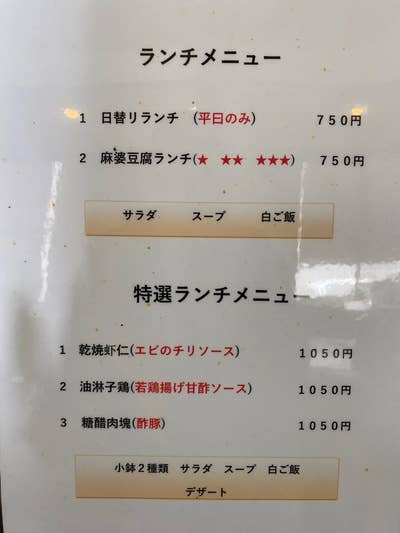 ランチメニュー
1 日替リランチ (平日のみ) 750円
2 麻婆豆腐ランチ(★ ★★ ★★★) 750円
サラダ スープ 白ご飯
特選ランチメニュー
1 乾焼虾仁(エビのチリソース) 1050円
2 油淋子鶏(若鶏揚げ甘酢ソース) 1050円
3 糖醋肉塊(酢豚) 1050円
小鉢2種類 サラダ スープ 白ご飯
デザート